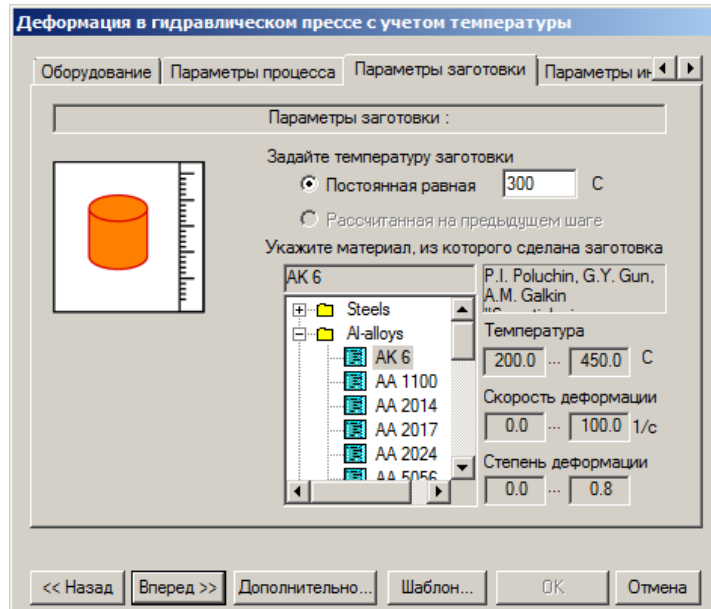 Деформация в гидравлическом прессе с учетом температуры
Оборудование Параметры процесса Параметры заготовки Параметры ин
Параметры заготовки :
Задайте температуру заготовки
Постоянная равная 300 C
Рассчитанная на предыдущем шаге
Укажите материал, из которого сделана заготовка
AK 6
P.I. Poluchin, G.Y. Gun,
A.M. Galkin
Steels
Al-alloys
AK 6
AA 1100
AA 2014
AA 2017
AA 2024
AA 5056
Температура
200.0 ... 450.0 C
Скорость деформации
0.0 ... 100.0 1/с
Степень деформации
0.0 ... 0.8
<< Назад Вперед >> Дополнительно... Шаблон... OK Отмена